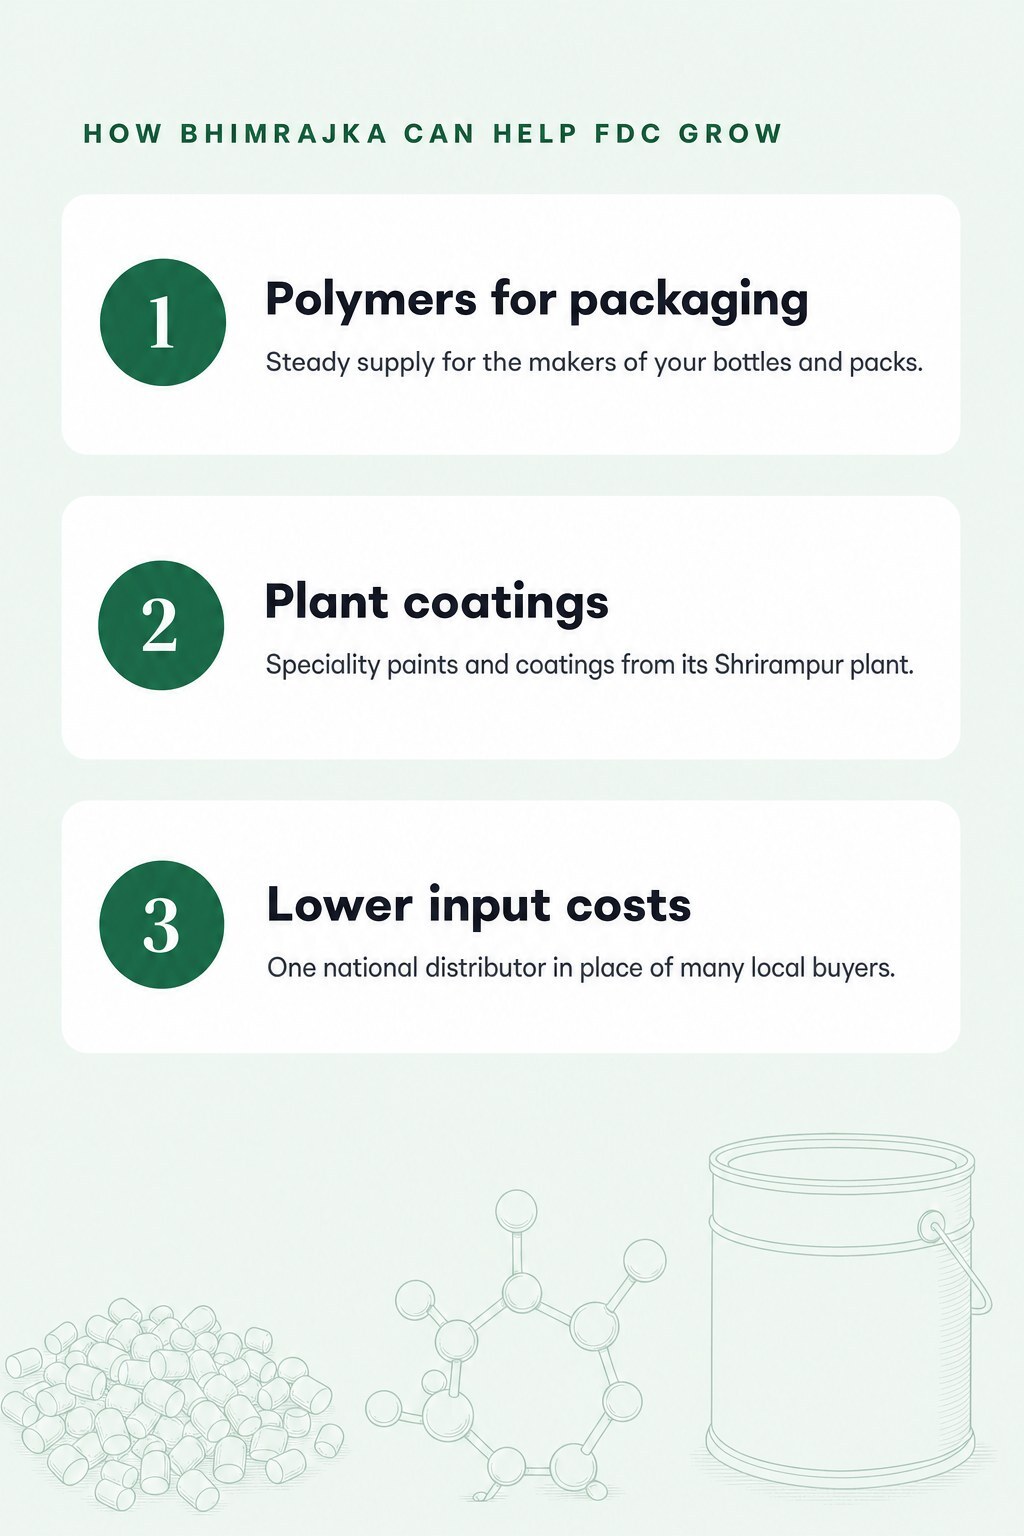 HOW BHIMRAJKA CAN HELP FDC GROW
1
Polymers for packaging
Steady supply for the makers of your bottles and packs.
2
Plant coatings
Speciality paints and coatings from its Shrirampur plant.
3
Lower input costs
One national distributor in place of many local buyers.